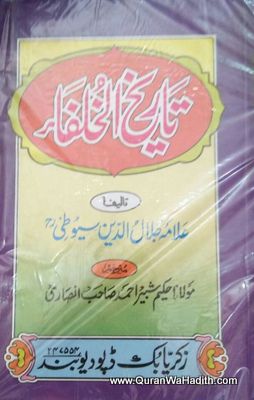 تاریخ الخلفاء
تالیف
علامہ جلال الدین سیوطیؒ
مترجم
مولانا حکیم شبیر احمد صاحب انصاری
زکریا بک ڈپو دیوبند ۲۴۷۵۵۴
www.QuranWaHadith.com